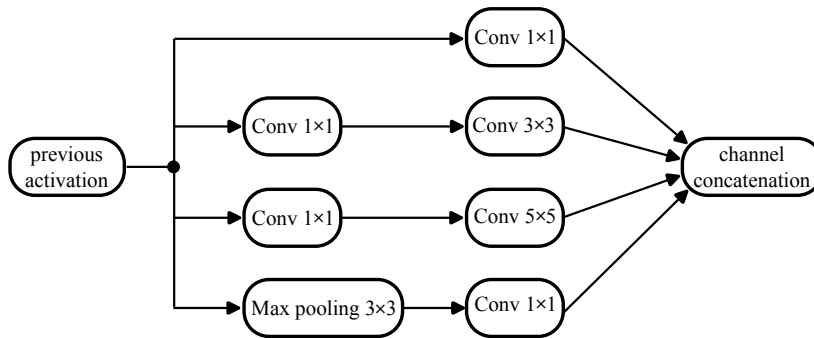 previous
activation
Conv 1×1
Conv 1×1
Conv 3×3
Conv 1×1
Conv 5×5
Max pooling 3×3
Conv 1×1
channel
concatenation